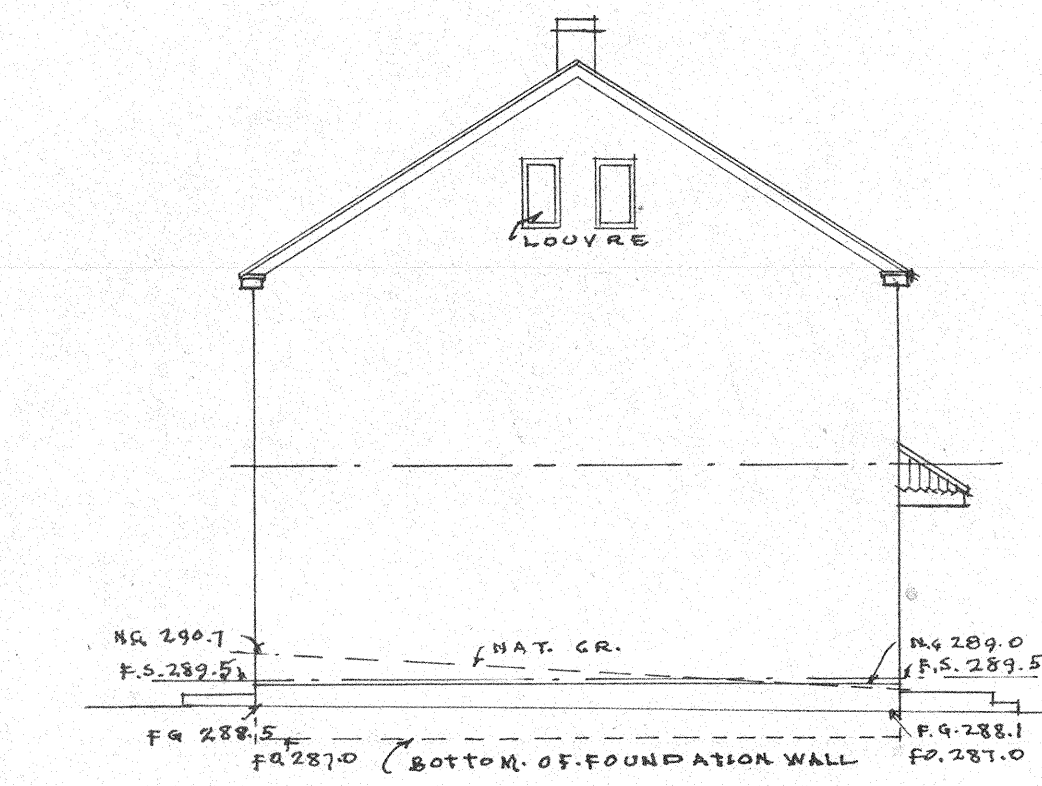 LOUVRE
NG 290.7
NAT. GR.
N.G 289.0
F.S. 289.5
F.S. 289.5
FG 288.5
F.G. 288.1
FO. 287.0
BOTTOM. OF. FOUNDATION WALL
FO. 287.0